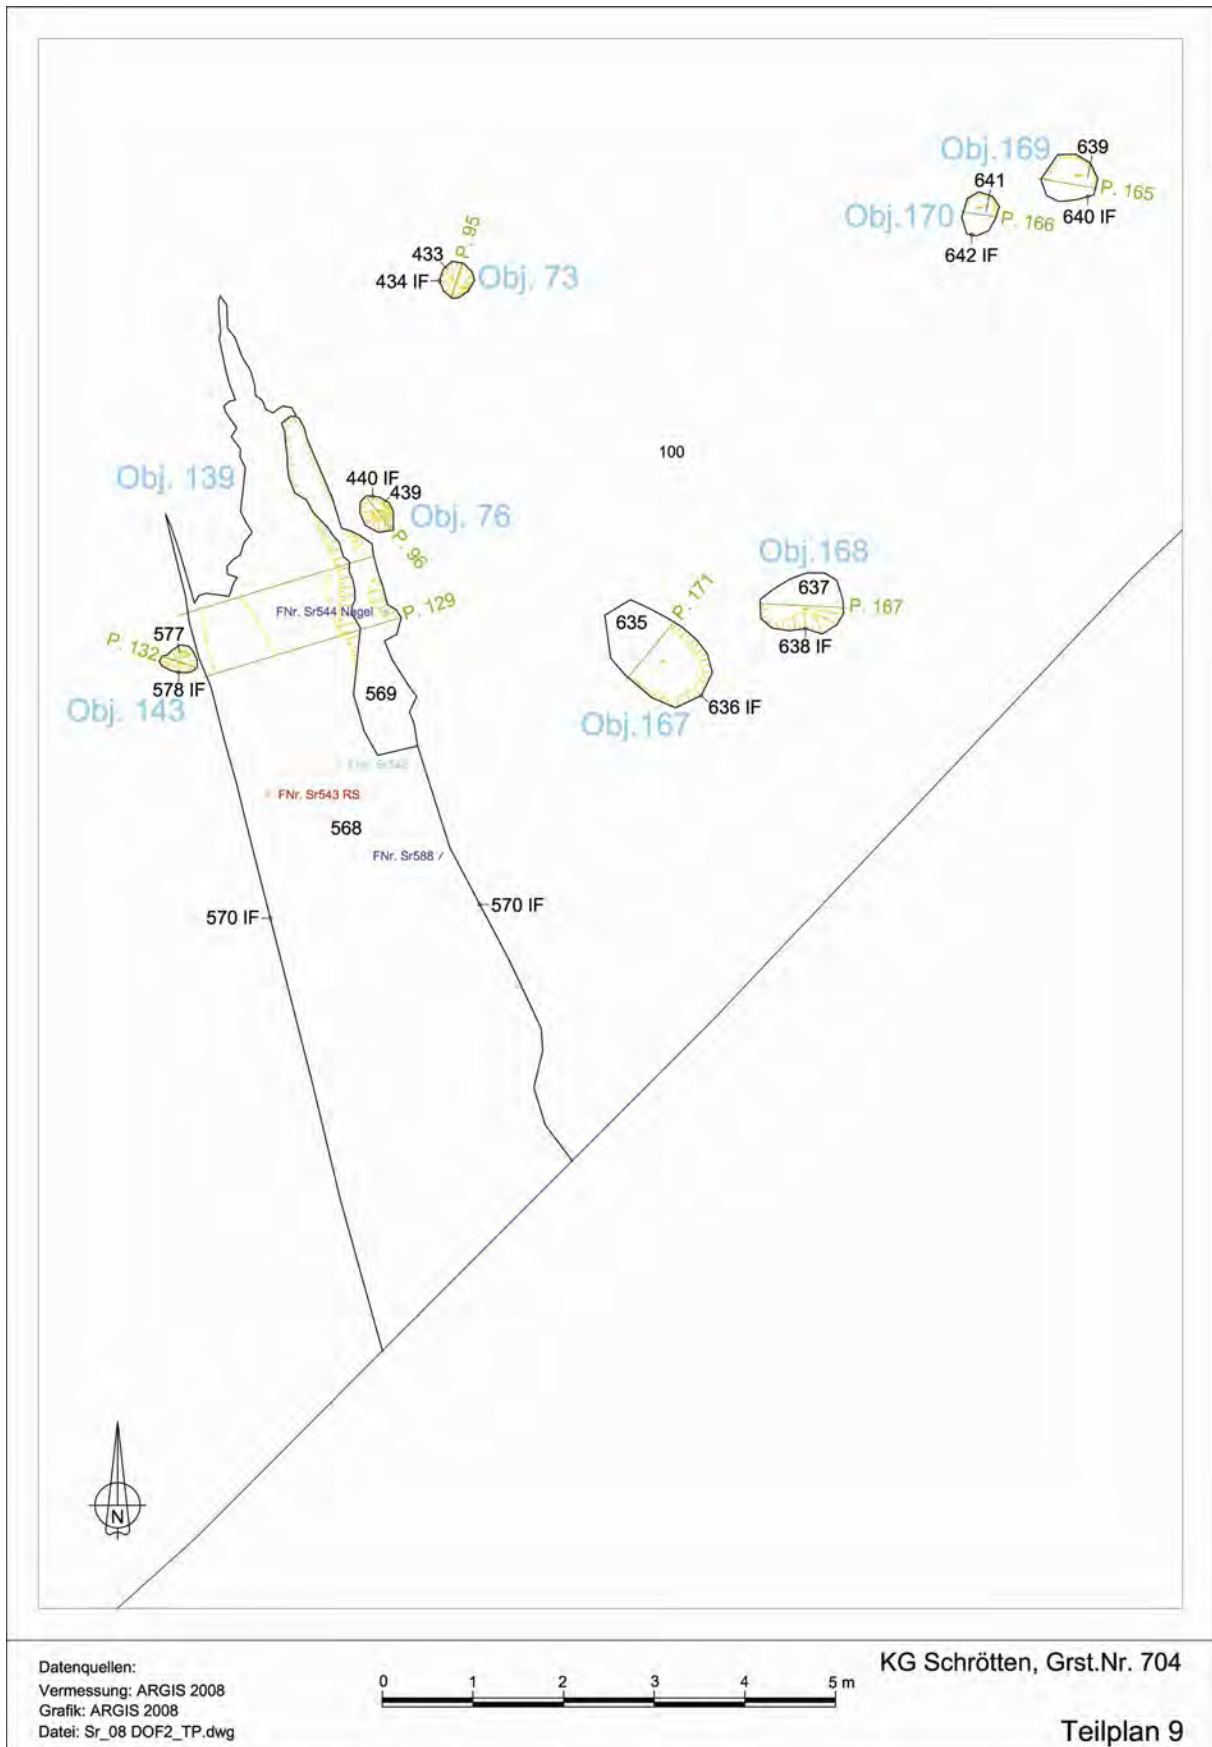 Obj.169
639
641
P. 165
Obj.170
P. 166
640 IF
642 IF
P. 95
433
434 IF
Obj. 73
100
Obj. 139
440 IF
439
Obj. 76
P. 96
Obj.168
637
P. 167
638 IF
P. 171
635
636 IF
Obj.167
FNr. Sr544 Nagel
P. 129
577
P. 132
578 IF
Obj. 143
569
FNr. Sr543 RS
568
FNr. Sr588
570 IF
570 IF
N
Datenquellen:
Vermessung: ARGIS 2008
Grafik: ARGIS 2008
Datei: Sr_08 DOF2_TP.dwg
0 1 2 3 4 5 m
KG Schrötten, Grst.Nr. 704
Teilplan 9